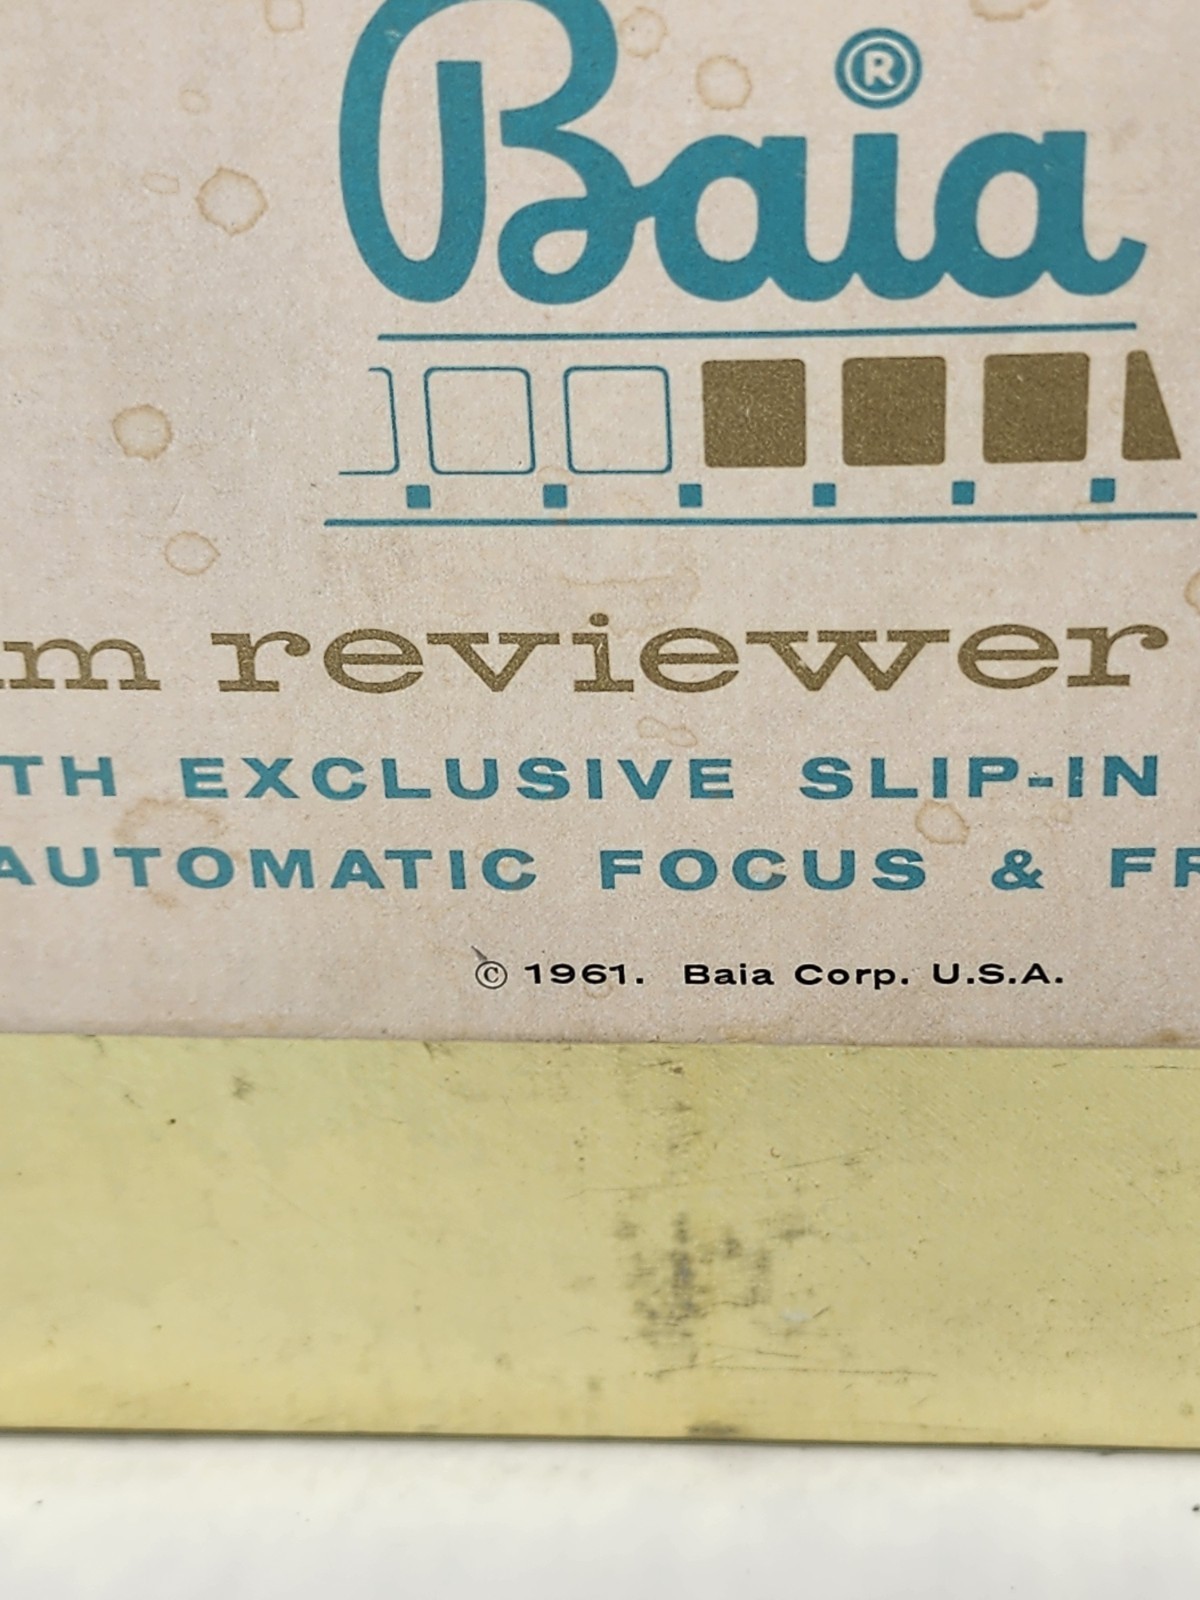 Baia®
m reviewer
TH EXCLUSIVE SLIP-IN
AUTOMATIC FOCUS & FR
© 1961. Baia Corp. U.S.A.